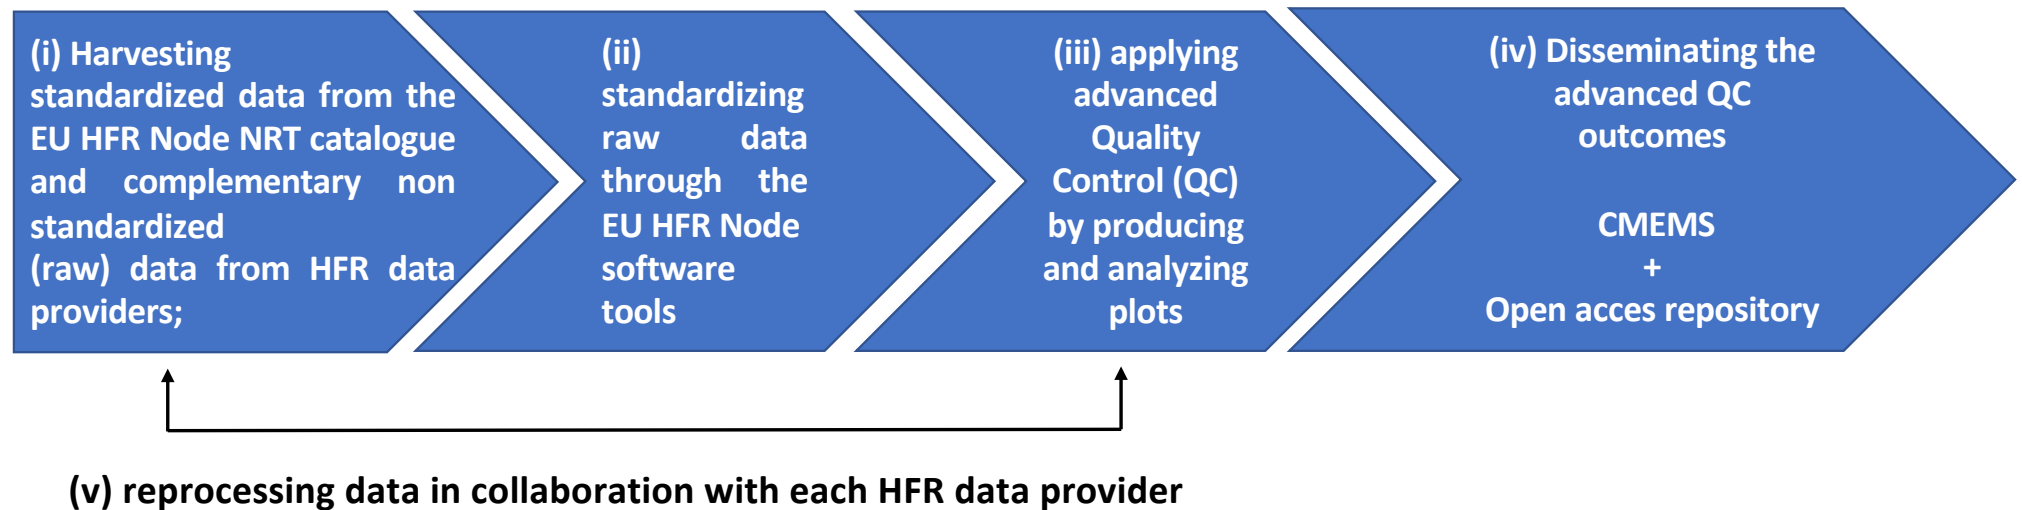 (i) Harvesting
standardized data from the
EU HFR Node NRT catalogue
and complementary non
standardized
(raw) data from HFR data
providers;
(ii)
standardizing
raw data
through the
EU HFR Node
software
tools
(iii) applying
advanced
Quality
Control (QC)
by producing
and analyzing
plots
(iv) Disseminating the
advanced QC
outcomes
CMEMS
+
Open acces repository
(v) reprocessing data in collaboration with each HFR data provider